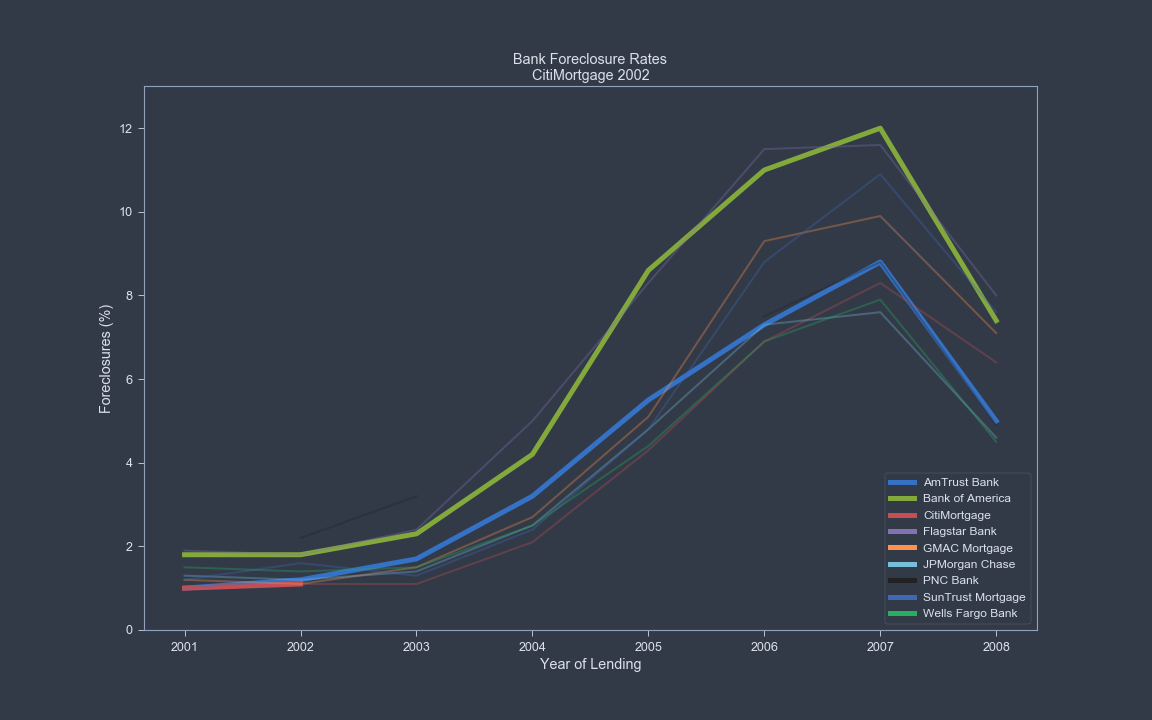 Bank Foreclosure Rates
CitiMortgage 2002
Foreclosures (%)
12
10
8
6
4
2
0
2001 2002 2003 2004 2005 2006 2007 2008
Year of Lending
AmTrust Bank
Bank of America
CitiMortgage
Flagstar Bank
GMAC Mortgage
JPMorgan Chase
PNC Bank
SunTrust Mortgage
Wells Fargo Bank